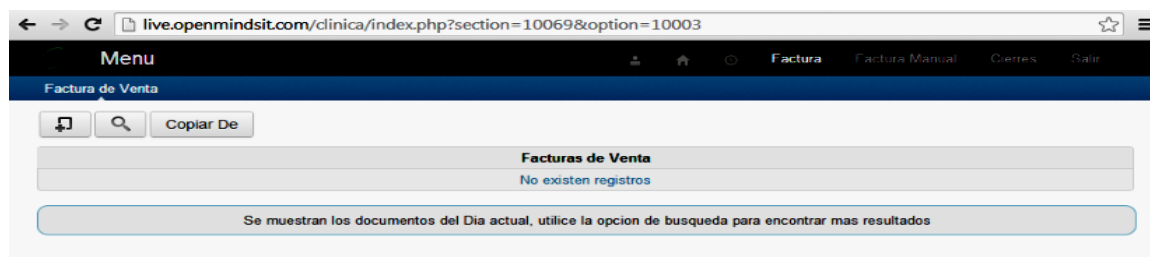 live.openmindsit.com/clinica/index.php?section=10069&option=10003
Menu Factura Factura Manual Cierres Salir
Factura de Venta
Copiar De
Facturas de Venta
No existen registros
Se muestran los documentos del Dia actual, utilice la opcion de busqueda para encontrar mas resultados